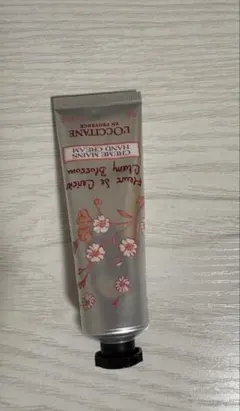 L'OCCITANE
EN PROVENCE
CRÈME MAINS
HAND CREAM
Fleurs de Cerisier
Cherry Blossom